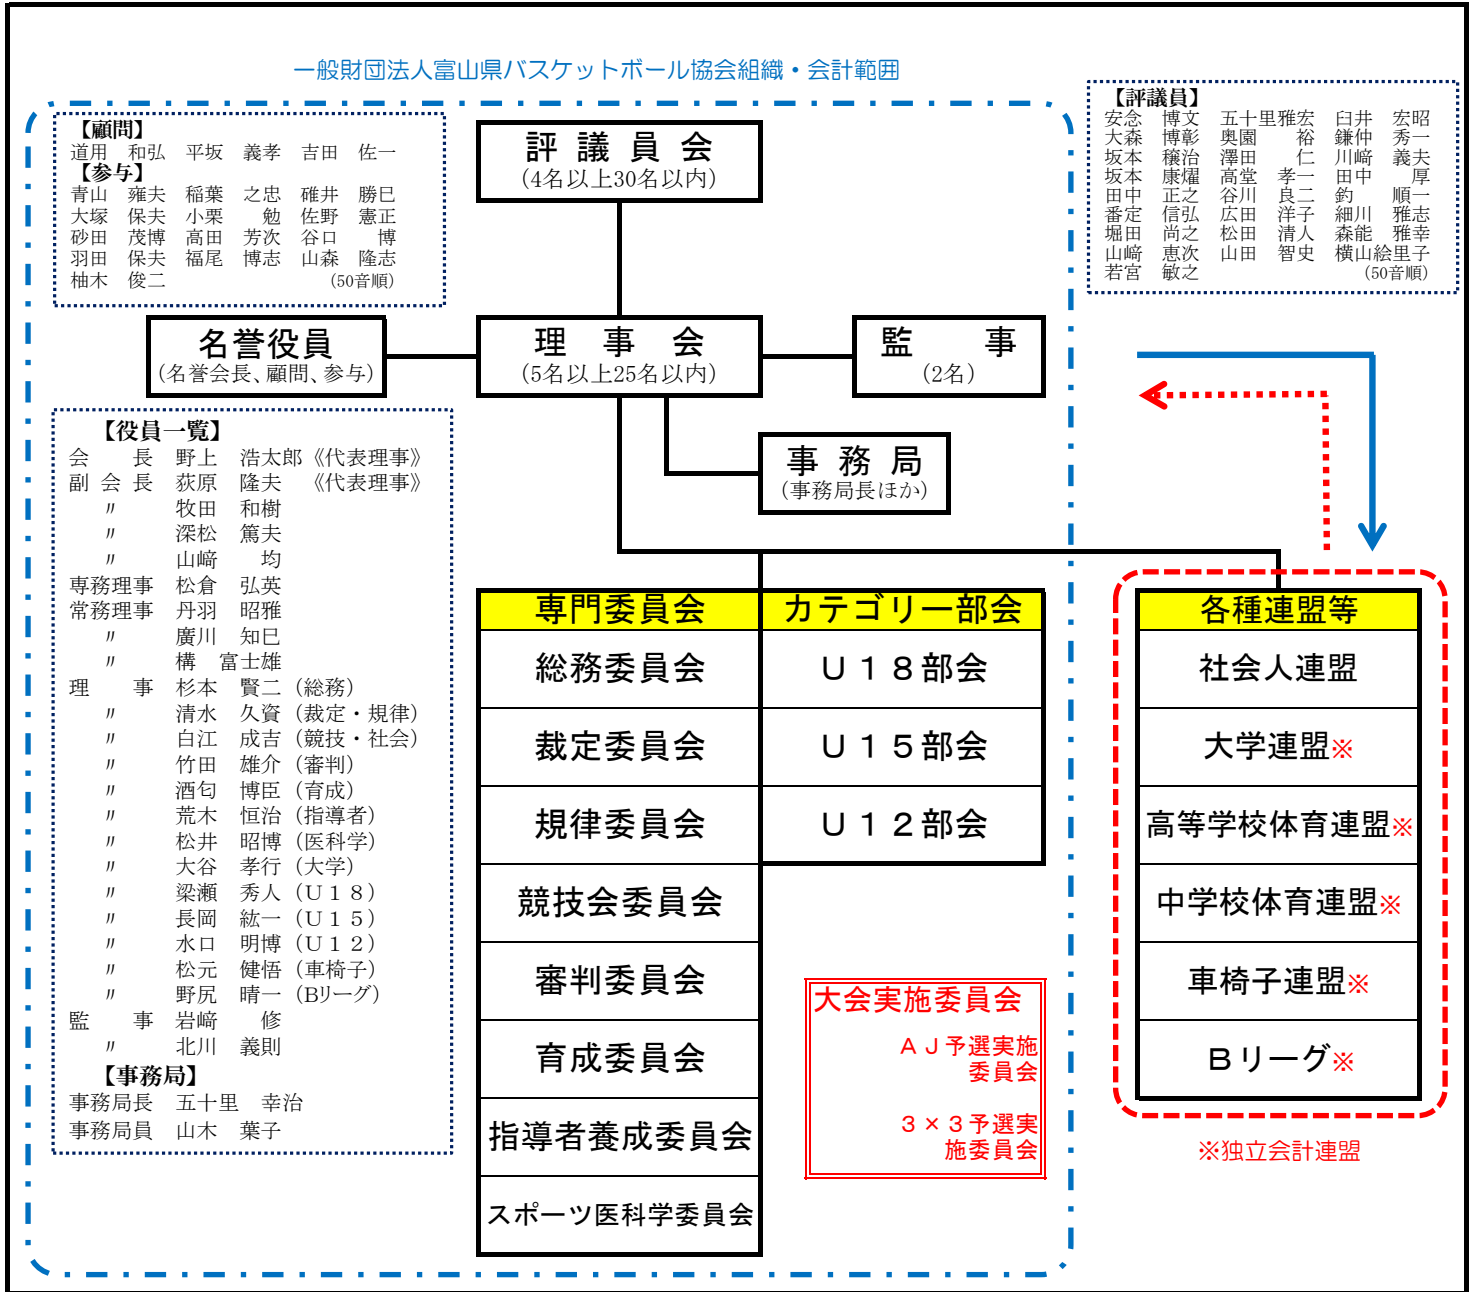 一般財団法人富山県バスケットボール協会組織・会計範囲
【顧問】
道用　和弘　平坂　義孝　吉田　佐一
【参与】
青山　雍夫　稲葉　之忠　碓井　勝巳
大塚　保夫　小栗　　勉　佐野　憲正
砂田　茂博　高田　芳次　谷口　　博
羽田　保夫　福尾　博志　山森　隆志
柚木　俊二　　　　　　　(50音順)
評議員会
(4名以上30名以内)
【評議員】
安念　博文　五十里雅宏　臼井　宏昭
大森　博彰　奥園　　裕　鎌仲　秀一
坂本　穣治　澤田　　仁　川﨑　義夫
坂本　康燿　高堂　孝一　田中　　厚
田中　正之　谷川　良二　釣　　順一
番定　信弘　広田　洋子　細川　雅志
堀田　尚之　松田　清人　森能　雅幸
山﨑　恵次　山田　智史　横山絵里子
若宮　敏之　　　　　　　(50音順)
名誉役員
(名誉会長、顧問、参与)
理事会
(5名以上25名以内)
監　事
(2名)
事務局
(事務局長ほか)
【役員一覧】
会　　長　野上　浩太郎《代表理事》
副 会 長　荻原　隆夫　《代表理事》
〃　牧田　和樹
〃　深松　篤夫
〃　山﨑　　均
専務理事　松倉　弘英
常務理事　丹羽　昭雅
〃　廣川　知巳
〃　構　富士雄
理　　事　杉本　賢二（総務）
〃　清水　久資（裁定・規律）
〃　白江　成吉（競技・社会）
〃　竹田　雄介（審判）
〃　酒匂　博臣（育成）
〃　荒木　恒治（指導者）
〃　松井　昭博（医科学）
〃　大谷　孝行（大学）
〃　梁瀬　秀人（Ｕ１８）
〃　長岡　紘一（Ｕ１５）
〃　水口　明博（Ｕ１２）
〃　松元　健悟（車椅子）
〃　野尻　晴一（Bリーグ）
監　　事　岩﨑　　修
〃　北川　義則
【事務局】
事務局長　五十里　幸治
事務局員　山木　葉子
専門委員会
総務委員会
裁定委員会
規律委員会
競技会委員会
審判委員会
育成委員会
指導者養成委員会
スポーツ医科学委員会
カテゴリー部会
Ｕ１８部会
Ｕ１５部会
Ｕ１２部会
大会実施委員会
ＡＪ予選実施
委員会
３×３予選実
施委員会
各種連盟等
社会人連盟
大学連盟※
高等学校体育連盟※
中学校体育連盟※
車椅子連盟※
Ｂリーグ※
※独立会計連盟